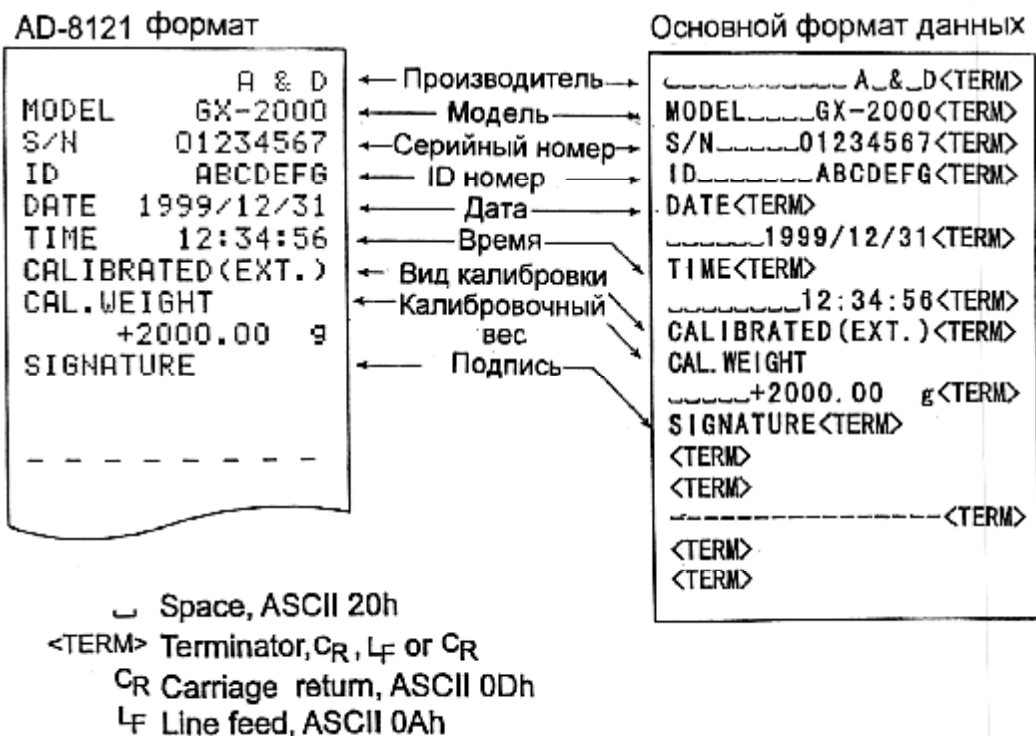 AD-8121 формат
A & D
MODEL GX-2000
S/N 01234567
ID ABCDEFG
DATE 1999/12/31
TIME 12:34:56
CALIBRATED(EXT.)
CAL.WEIGHT
+2000.00 g
SIGNATURE
- - - - - - - - -
Производитель
Модель
Серийный номер
ID номер
Дата
Время
Вид калибровки
Калибровочный
вес
Подпись
Основной формат данных
␣␣␣␣␣␣␣␣␣␣␣A␣&␣D<TERM>
MODEL␣␣␣␣GX-2000<TERM>
S/N␣␣␣␣␣01234567<TERM>
ID␣␣␣␣␣␣␣ABCDEFG<TERM>
DATE<TERM>
␣␣␣␣␣␣1999/12/31<TERM>
TIME<TERM>
␣␣␣␣␣␣␣␣12:34:56<TERM>
CALIBRATED(EXT.)<TERM>
CAL.WEIGHT
␣␣␣␣␣+2000.00 g<TERM>
SIGNATURE<TERM>
<TERM>
<TERM>
----------------<TERM>
<TERM>
<TERM>
␣ Space, ASCII 20h
<TERM> Terminator, CR, LF or CR
CR Carriage return, ASCII 0Dh
LF Line feed, ASCII 0Ah